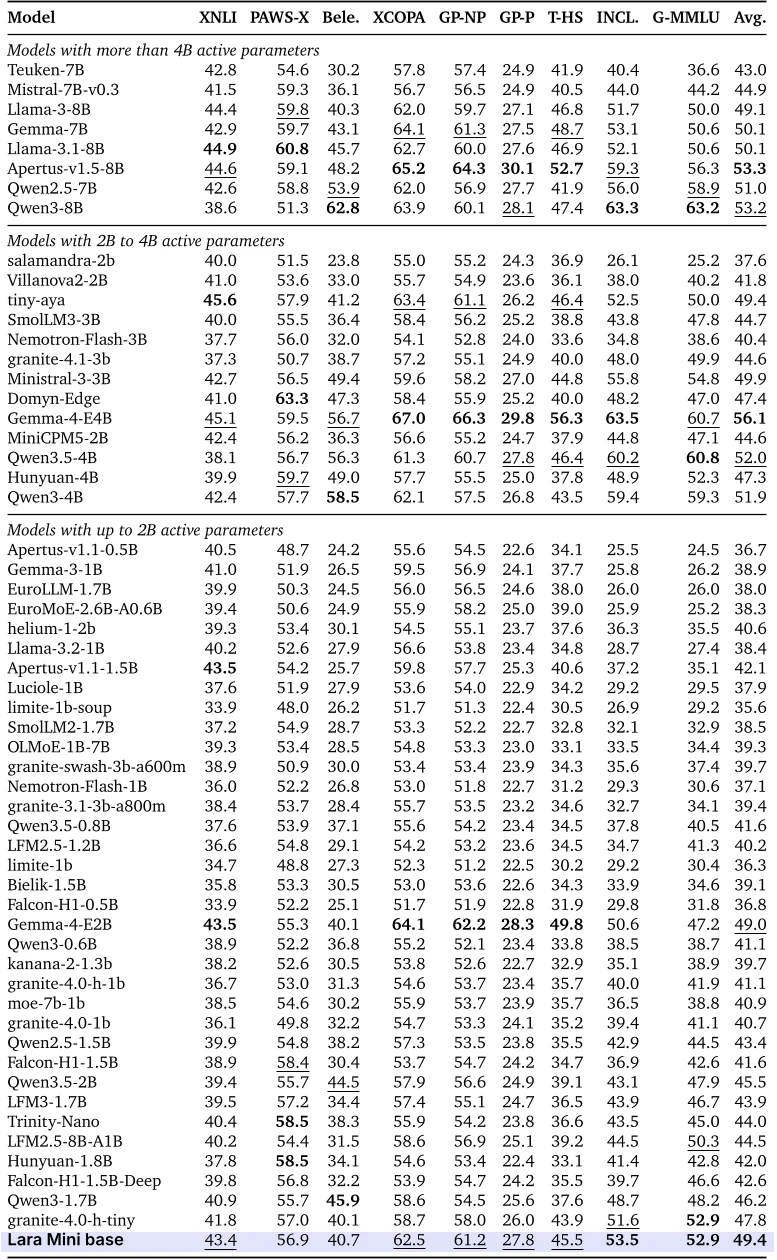 Model XNLI PAWS-X Bele. XCOPA GP-NP GP-P T-HS INCL. G-MMLU Avg.
Models with more than 4B active parameters
Teuken-7B 42.8 54.6 30.2 57.8 57.4 24.9 41.9 40.4 36.6 43.0
Mistral-7B-v0.3 41.5 59.3 36.1 56.7 56.5 24.9 40.5 44.0 44.2 44.9
Llama-3-8B 44.4 59.8 40.3 62.0 59.7 27.1 46.8 51.7 50.0 49.1
Gemma-7B 42.9 59.7 43.1 64.1 61.3 27.5 48.7 53.1 50.6 50.1
Llama-3.1-8B 44.9 60.8 45.7 62.7 60.0 27.6 46.9 52.1 50.6 50.1
Apertus-v1.5-8B 44.6 59.1 48.2 65.2 64.3 30.1 52.7 59.3 56.3 53.3
Qwen2.5-7B 42.6 58.8 53.9 62.0 56.9 27.7 41.9 56.0 58.9 51.0
Qwen3-8B 38.6 51.3 62.8 63.9 60.1 28.1 47.4 63.3 63.2 53.2
Models with 2B to 4B active parameters
salamandra-2b 40.0 51.5 23.8 55.0 55.2 24.3 36.9 26.1 25.2 37.6
Villanova2-2B 41.0 53.6 33.0 55.7 54.9 23.6 36.1 38.0 40.2 41.8
tiny-aya 45.6 57.9 41.2 63.4 61.1 26.2 46.4 52.5 50.0 49.4
SmolLM3-3B 40.0 55.5 36.4 58.4 56.2 25.2 38.8 43.8 47.8 44.7
Nemotron-Flash-3B 37.7 56.0 32.0 54.1 52.8 24.0 33.6 34.8 38.6 40.4
granite-4.1-3b 37.3 50.7 38.7 57.2 55.1 24.9 40.0 48.0 49.9 44.6
Ministral-3-3B 42.7 56.5 49.4 59.6 58.2 27.0 44.8 55.8 54.8 49.9
Domyn-Edge 41.0 63.3 47.3 58.4 55.9 25.2 40.0 48.2 47.0 47.4
Gemma-4-E4B 45.1 59.5 56.7 67.0 66.3 29.8 56.3 63.5 60.7 56.1
MiniCPM5-2B 42.4 56.2 36.3 56.6 55.2 24.7 37.9 44.8 47.1 44.6
Qwen3.5-4B 38.1 56.7 56.3 61.3 60.7 27.8 46.4 60.2 60.8 52.0
Hunyuan-4B 39.9 59.7 49.0 57.7 55.5 25.0 37.8 48.9 52.3 47.3
Qwen3-4B 42.4 57.7 58.5 62.1 57.5 26.8 43.5 59.4 59.3 51.9
Models with up to 2B active parameters
Apertus-v1.1-0.5B 40.5 48.7 24.2 55.6 54.5 22.6 34.1 25.5 24.5 36.7
Gemma-3-1B 41.0 51.9 26.5 59.5 56.9 24.1 37.7 25.8 26.2 38.9
EuroLLM-1.7B 39.9 50.3 24.5 56.0 56.5 24.6 38.0 26.0 26.0 38.0
EuroMoE-2.6B-A0.6B 39.4 50.6 24.9 55.9 58.2 25.0 39.0 25.9 25.2 38.3
helium-1-2b 39.3 53.4 30.1 54.5 55.1 23.7 37.6 36.3 35.5 40.6
Llama-3.2-1B 40.2 52.6 27.9 56.6 53.8 23.4 34.8 28.7 27.4 38.4
Apertus-v1.1-1.5B 43.5 54.2 25.7 59.8 57.7 25.3 40.6 37.2 35.1 42.1
Luciole-1B 37.6 51.9 27.9 53.6 54.0 22.9 34.2 29.2 29.5 37.9
limite-1b-soup 33.9 48.0 26.2 51.7 51.3 22.4 30.5 26.9 29.2 35.6
SmolLM2-1.7B 37.2 54.9 28.7 53.3 52.2 22.7 32.8 32.1 32.9 38.5
OLMoE-1B-7B 39.3 53.4 28.5 54.8 53.3 23.0 33.1 33.5 34.4 39.3
granite-swash-3b-a600m 38.9 50.9 30.0 53.4 53.4 23.9 34.3 35.6 37.4 39.7
Nemotron-Flash-1B 36.0 52.2 26.8 53.0 51.8 22.7 31.2 29.3 30.6 37.1
granite-3.1-3b-a800m 38.4 53.7 28.4 55.7 53.5 23.2 34.6 32.7 34.1 39.4
Qwen3.5-0.8B 37.6 53.9 37.1 55.6 54.2 23.4 34.5 37.8 40.5 41.6
LFM2.5-1.2B 36.6 54.8 29.1 54.2 53.2 23.6 34.5 34.7 41.3 40.2
limite-1b 34.7 48.8 27.3 52.3 51.2 22.5 30.2 29.2 30.4 36.3
Bielik-1.5B 35.8 53.3 30.5 53.0 53.6 22.6 34.3 33.9 34.6 39.1
Falcon-H1-0.5B 33.9 52.2 25.1 51.7 51.9 22.8 31.9 29.8 31.8 36.8
Gemma-4-E2B 43.5 55.3 40.1 64.1 62.2 28.3 49.8 50.6 47.2 49.0
Qwen3-0.6B 38.9 52.2 36.8 55.2 52.1 23.4 33.8 38.5 38.7 41.1
kanana-2-1.3b 38.2 52.6 30.5 53.8 52.6 22.7 32.9 35.1 38.9 39.7
granite-4.0-h-1b 36.7 53.0 31.3 54.6 53.7 23.4 35.7 40.0 41.9 41.1
moe-7b-1b 38.5 54.6 30.2 55.9 53.7 23.9 35.7 36.5 38.8 40.9
granite-4.0-1b 36.1 49.8 32.2 54.7 53.3 24.1 35.2 39.4 41.1 40.7
Qwen2.5-1.5B 39.9 54.8 38.2 57.3 53.5 23.8 35.5 42.9 44.5 43.4
Falcon-H1-1.5B 38.9 58.4 30.4 53.7 54.7 24.2 34.7 36.9 42.6 41.6
Qwen3.5-2B 39.4 55.7 44.5 57.9 56.6 24.9 39.1 43.1 47.9 45.5
LFM3-1.7B 39.5 57.2 34.4 57.4 55.1 24.7 36.5 43.9 46.7 43.9
Trinity-Nano 40.4 58.5 38.3 55.9 54.2 23.8 36.6 43.5 45.0 44.0
LFM2.5-8B-A1B 40.2 54.4 31.5 58.6 56.9 25.1 39.2 44.5 50.3 44.5
Hunyuan-1.8B 37.8 58.5 34.1 54.6 53.4 22.4 33.1 41.4 42.8 42.0
Falcon-H1-1.5B-Deep 39.8 56.8 32.2 53.9 54.7 24.2 35.5 39.7 46.6 42.6
Qwen3-1.7B 40.9 55.7 45.9 58.6 54.5 25.6 37.6 48.7 48.2 46.2
granite-4.0-h-tiny 41.8 57.0 40.1 58.7 58.0 26.0 43.9 51.6 52.9 47.8
Lara Mini base 43.4 56.9 40.7 62.5 61.2 27.8 45.5 53.5 52.9 49.4